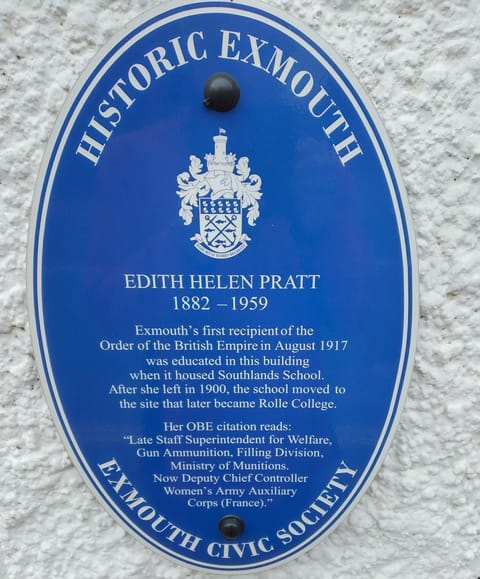 HISTORIC EXMOUTH
EDITH HELEN PRATT
1882 – 1959
Exmouth's first recipient of the
Order of the British Empire in August 1917
was educated in this building
when it housed Southlands School.
After she left in 1900, the school moved to
the site that later became Rolle College.
Her OBE citation reads:
“Late Staff Superintendent for Welfare,
Gun Ammunition, Filling Division,
Ministry of Munitions.
Now Deputy Chief Controller
Women's Army Auxiliary
Corps (France).”
EXMOUTH CIVIC SOCIETY